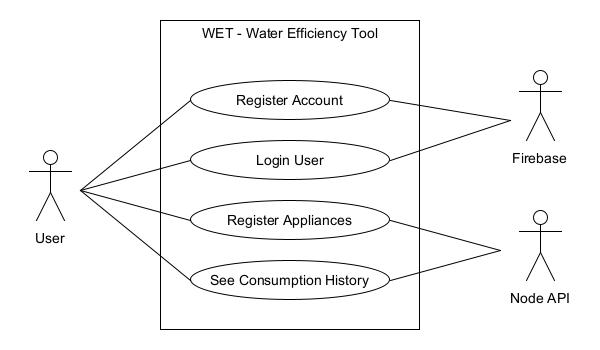 WET - Water Efficiency Tool
Register Account
Login User
Firebase
Register Appliances
User
See Consumption History
Node API